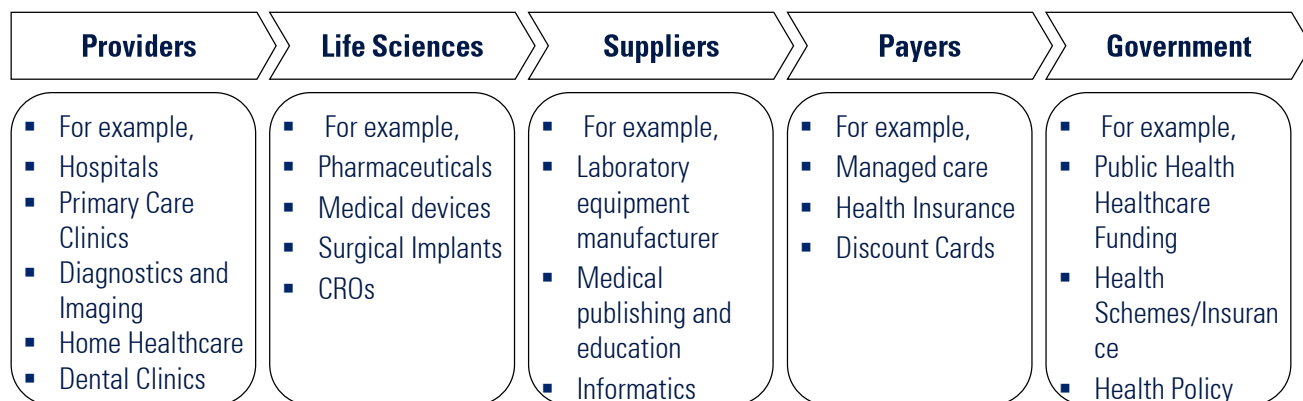 Providers
Life Sciences
Suppliers
Payers
Government
For example,
Hospitals
Primary Care
Clinics
Diagnostics and
Imaging
Home Healthcare
Dental Clinics
For example,
Pharmaceuticals
Medical devices
Surgical Implants
CROs
For example,
Laboratory
equipment
manufacturer
Medical
publishing and
education
Informatics
For example,
Managed care
Health Insurance
Discount Cards
For example,
Public Health
Healthcare
Funding
Health
Schemes/Insuran
ce
Health Policy